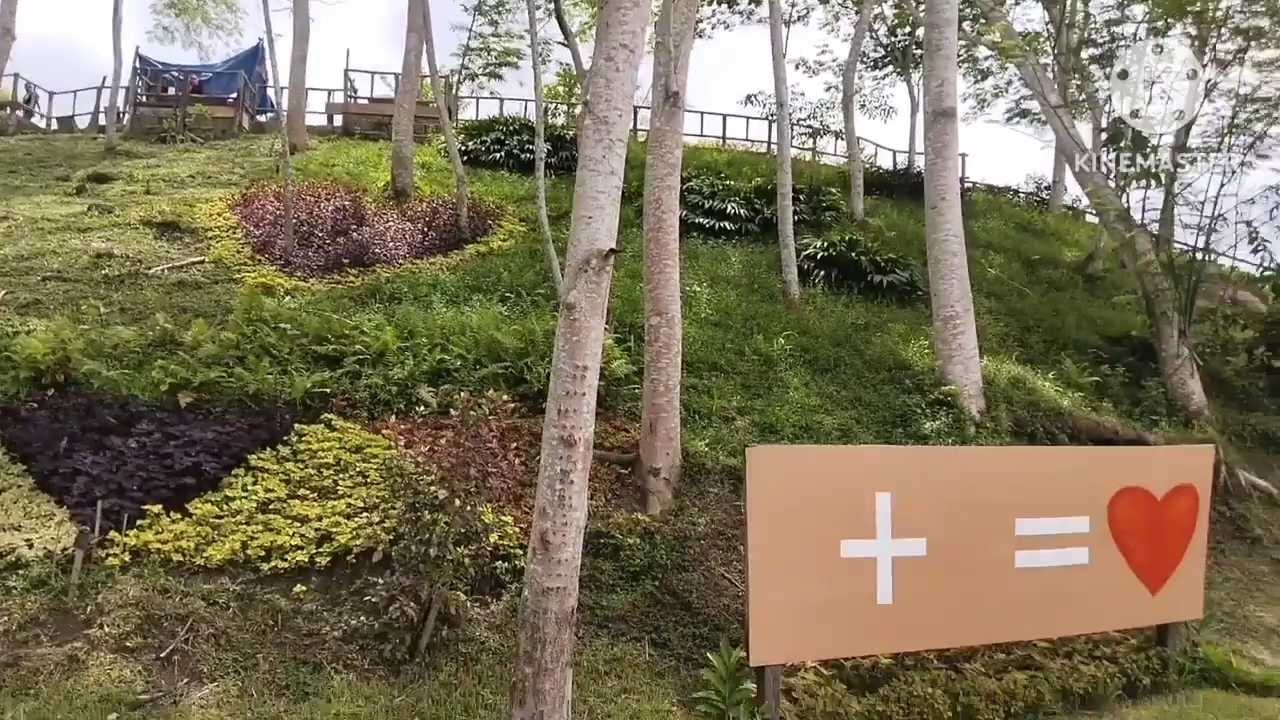 KINEMASTER
+ = ❤